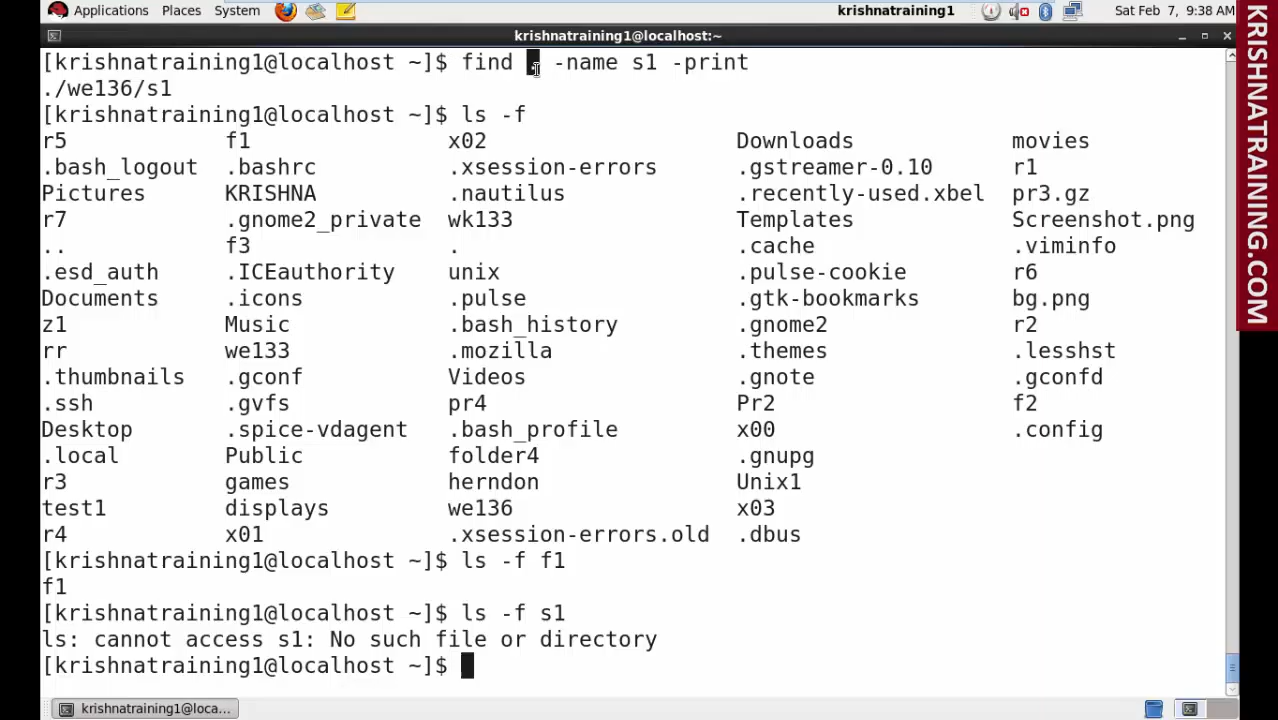 Applications Places System krishnatraining1 Sat Feb 7, 9:38 AM
krishnatraining1@localhost:~
[krishnatraining1@localhost ~]$ find . -name s1 -print
./we136/s1
[krishnatraining1@localhost ~]$ ls -f
r5 f1 x02 Downloads movies
.bash_logout .bashrc .xsession-errors .gstreamer-0.10 r1
Pictures KRISHNA .nautilus .recently-used.xbel pr3.gz
r7 .gnome2_private wk133 Templates Screenshot.png
.. f3 . .cache .viminfo
.esd_auth .ICEauthority unix .pulse-cookie r6
Documents .icons .pulse .gtk-bookmarks bg.png
z1 Music .bash_history .gnome2 r2
rr we133 .mozilla .themes .lesshst
.thumbnails .gconf Videos .gnote .gconfd
.ssh .gvfs pr4 Pr2 f2
Desktop .spice-vdagent .bash_profile x00 .config
.local Public folder4 .gnupg
r3 games herndon Unix1
test1 displays we136 x03
r4 x01 .xsession-errors.old .dbus
[krishnatraining1@localhost ~]$ ls -f f1
f1
[krishnatraining1@localhost ~]$ ls -f s1
ls: cannot access s1: No such file or directory
[krishnatraining1@localhost ~]$
krishnatraining1@loca...
KRISHNATRAINING.COM